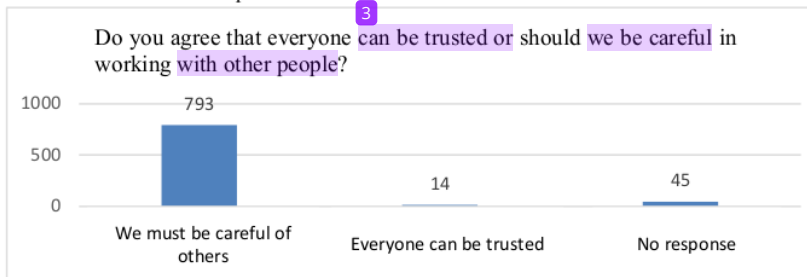 3
Do you agree that everyone can be trusted or should we be careful in
working with other people?
1000
793
500
14
45
0
We must be careful of
others
Everyone can be trusted
No response